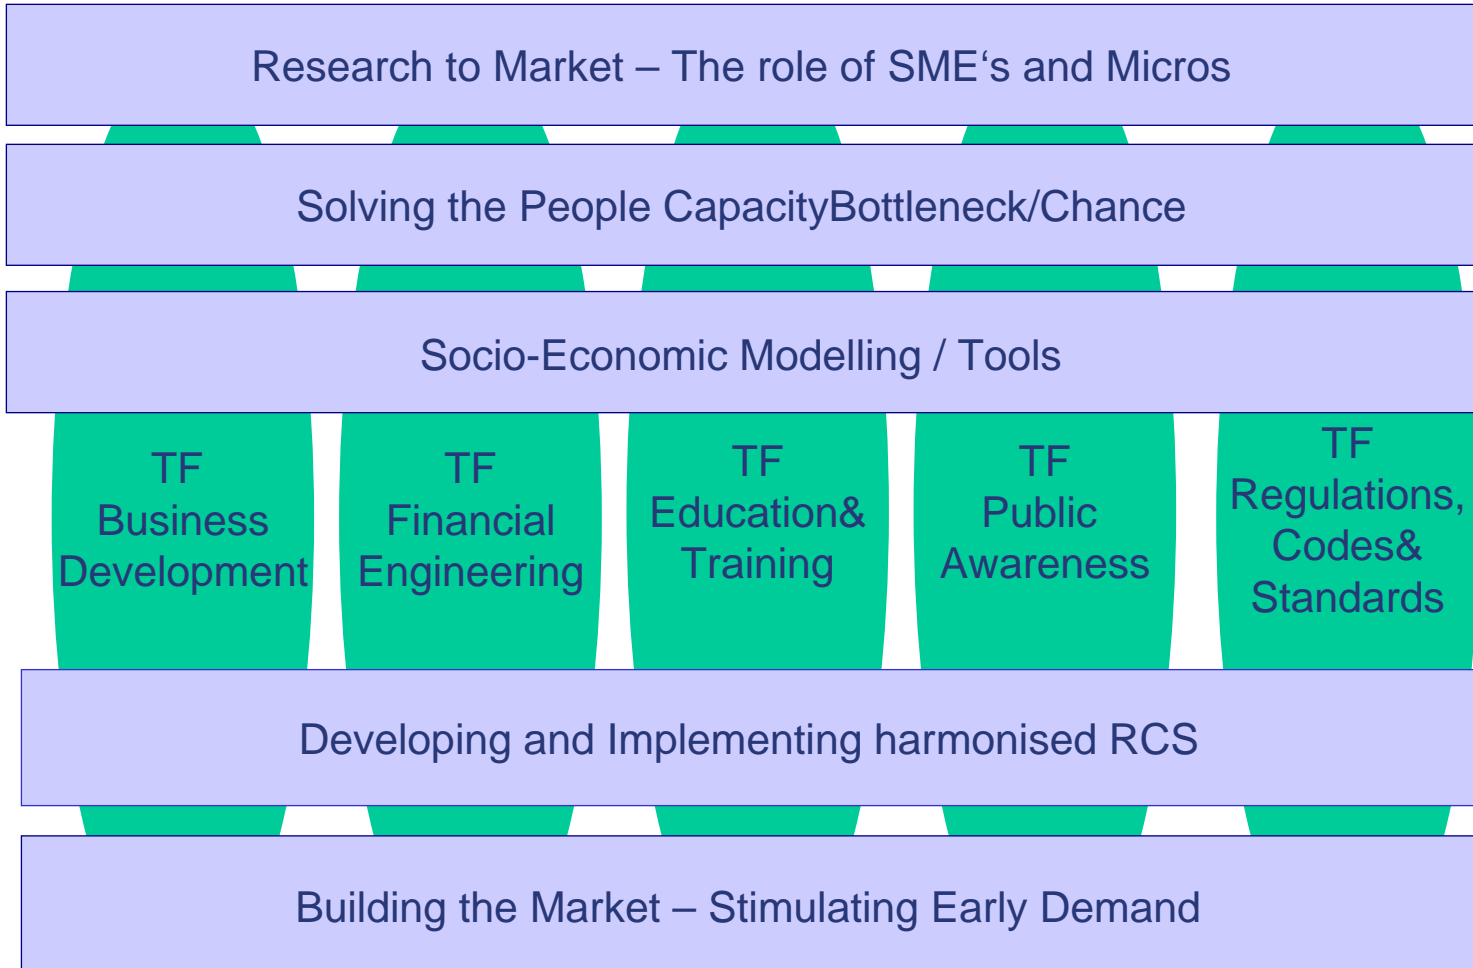 Research to Market – The role of SME‘s and Micros
Solving the People CapacityBottleneck/Chance
Socio-Economic Modelling / Tools
TF
Business
Development
TF
Financial
Engineering
TF
Education&
Training
TF
Public
Awareness
TF
Regulations,
Codes&
Standards
Developing and Implementing harmonised RCS
Building the Market – Stimulating Early Demand